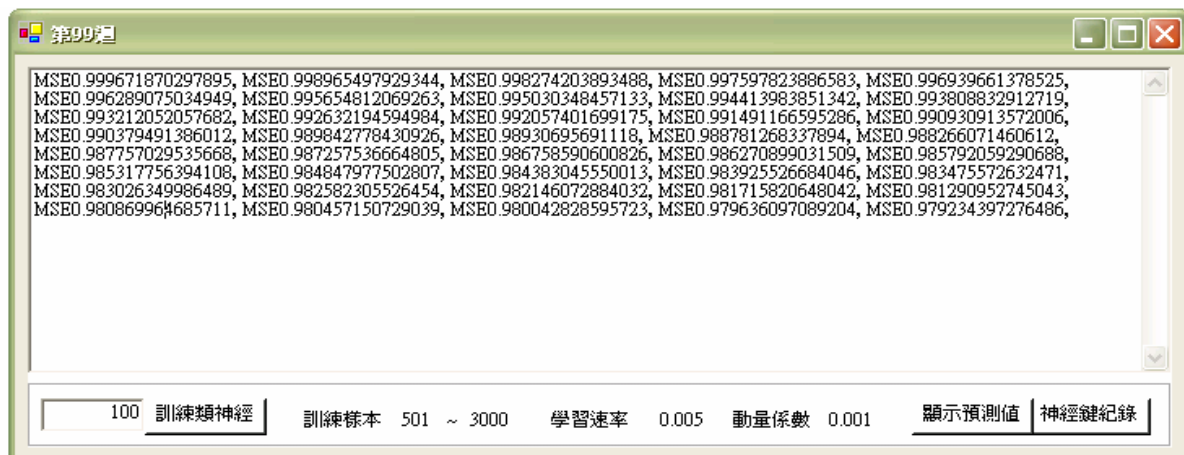 第99迴
MSE0.999671870297895, MSE0.998965497929344, MSE0.998274203893488, MSE0.997597823886583, MSE0.996939661378525,
MSE0.996289075034949, MSE0.995654812069263, MSE0.995030348457133, MSE0.994413983851342, MSE0.9938088332912719,
MSE0.993212052057682, MSE0.992632194594984, MSE0.992057401699175, MSE0.991491166595286, MSE0.990930913572006,
MSE0.990379491386012, MSE0.989842778430926, MSE0.98930695691118, MSE0.988781268337894, MSE0.988266071460612,
MSE0.987757029535668, MSE0.987257536664805, MSE0.986758590600826, MSE0.986270899031509, MSE0.985792059290688,
MSE0.985317756394108, MSE0.984847977502807, MSE0.984383045550013, MSE0.983925526684046, MSE0.983475572632471,
MSE0.983026349986489, MSE0.982582305526454, MSE0.982146072884032, MSE0.981715820648042, MSE0.981290952745043,
MSE0.980869964685711, MSE0.980457150729039, MSE0.980042828595723, MSE0.979636097089204, MSE0.979234397276486,
100 訓練類神經 訓練樣本 501 ~ 3000 學習速率 0.005 動量係數 0.001 顯示預測值 神經鍵紀錄